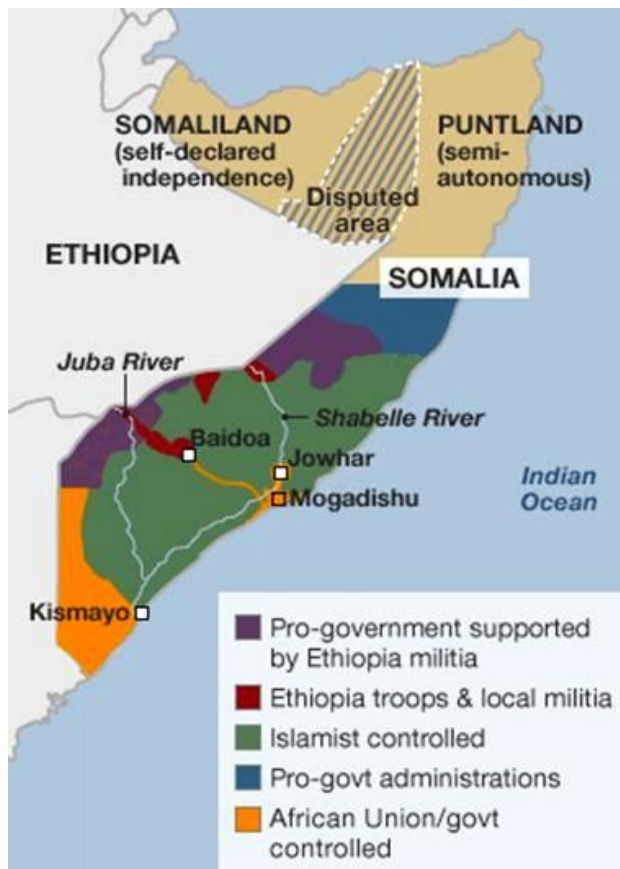 SOMALILAND
(self-declared
independence)
PUNTLAND
(semi-
autonomous)
Disputed
area
ETHIOPIA
SOMALIA
Juba River
Shabelle River
Baidoa
Jowhar
Mogadishu
Indian
Ocean
Kismayo
Pro-government supported
by Ethiopia militia
Ethiopia troops & local militia
Islamist controlled
Pro-govt administrations
African Union/govt
controlled